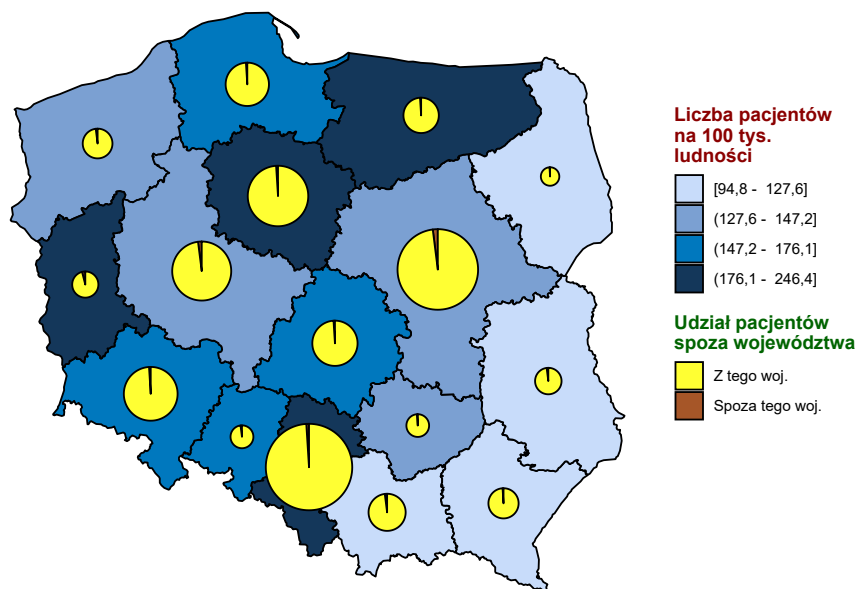 Liczba pacjentów
na 100 tys.
ludności
[94,8 - 127,6]
(127,6 - 147,2]
(147,2 - 176,1]
(176,1 - 246,4]
Udział pacjentów
spoza województwa
Z tego woj.
Spoza tego woj.